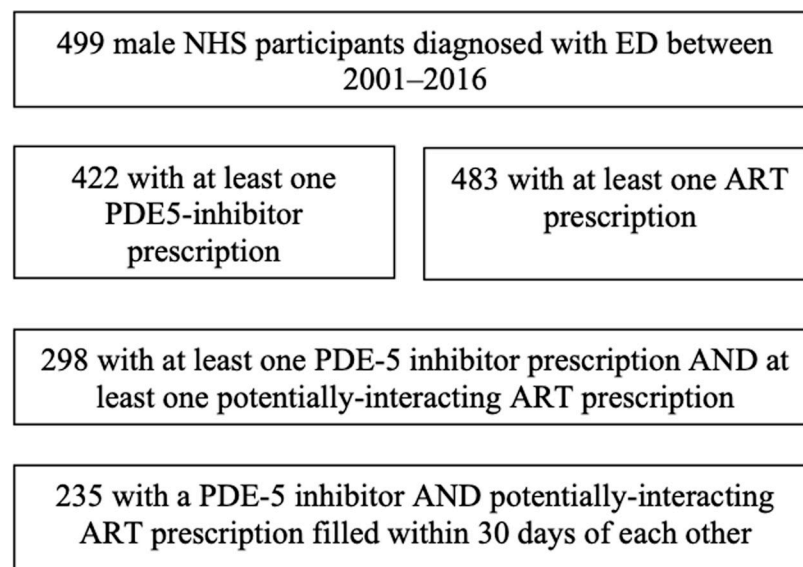 499 male NHS participants diagnosed with ED between
2001–2016
422 with at least one
PDE5-inhibitor
prescription
483 with at least one ART
prescription
298 with at least one PDE-5 inhibitor prescription AND at
least one potentially-interacting ART prescription
235 with a PDE-5 inhibitor AND potentially-interacting
ART prescription filled within 30 days of each other